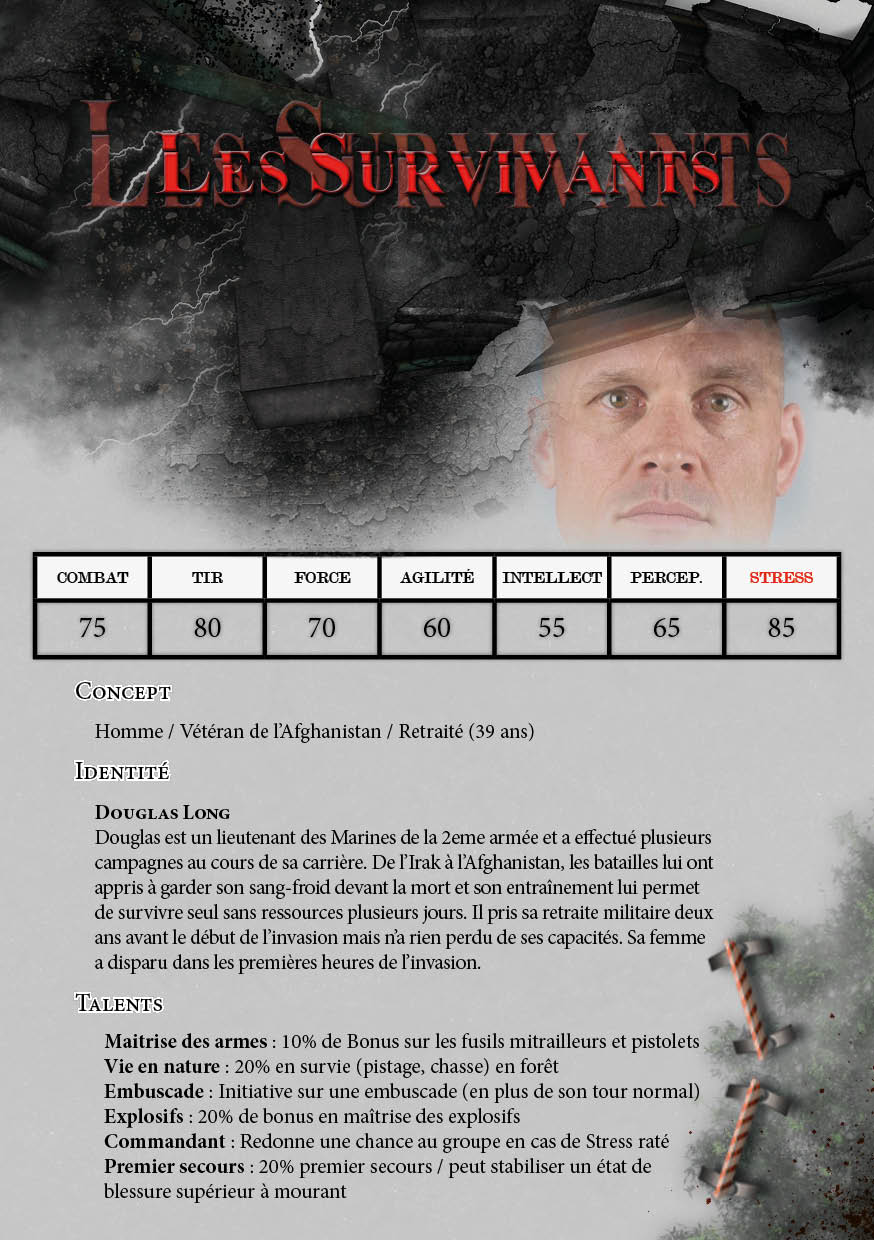 Les Survivants
COMBAT TIR FORCE AGILITÉ INTELLECT PERCEP. STRESS
75 80 70 60 55 65 85
Concept
Homme / Vétéran de l’Afghanistan / Retraité (39 ans)
Identité
Douglas Long
Douglas est un lieutenant des Marines de la 2eme armée et a effectué plusieurs
campagnes au cours de sa carrière. De l’Irak à l’Afghanistan, les batailles lui ont
appris à garder son sang-froid devant la mort et son entraînement lui permet
de survivre seul sans ressources plusieurs jours. Il pris sa retraite militaire deux
ans avant le début de l’invasion mais n’a rien perdu de ses capacités. Sa femme
a disparu dans les premières heures de l’invasion.
Talents
Maitrise des armes : 10% de Bonus sur les fusils mitrailleurs et pistolets
Vie en nature : 20% en survie (pistage, chasse) en forêt
Embuscade : Initiative sur une embuscade (en plus de son tour normal)
Explosifs : 20% de bonus en maîtrise des explosifs
Commandant : Redonne une chance au groupe en cas de Stress raté
Premier secours : 20% premier secours / peut stabiliser un état de
blessure supérieur à mourant